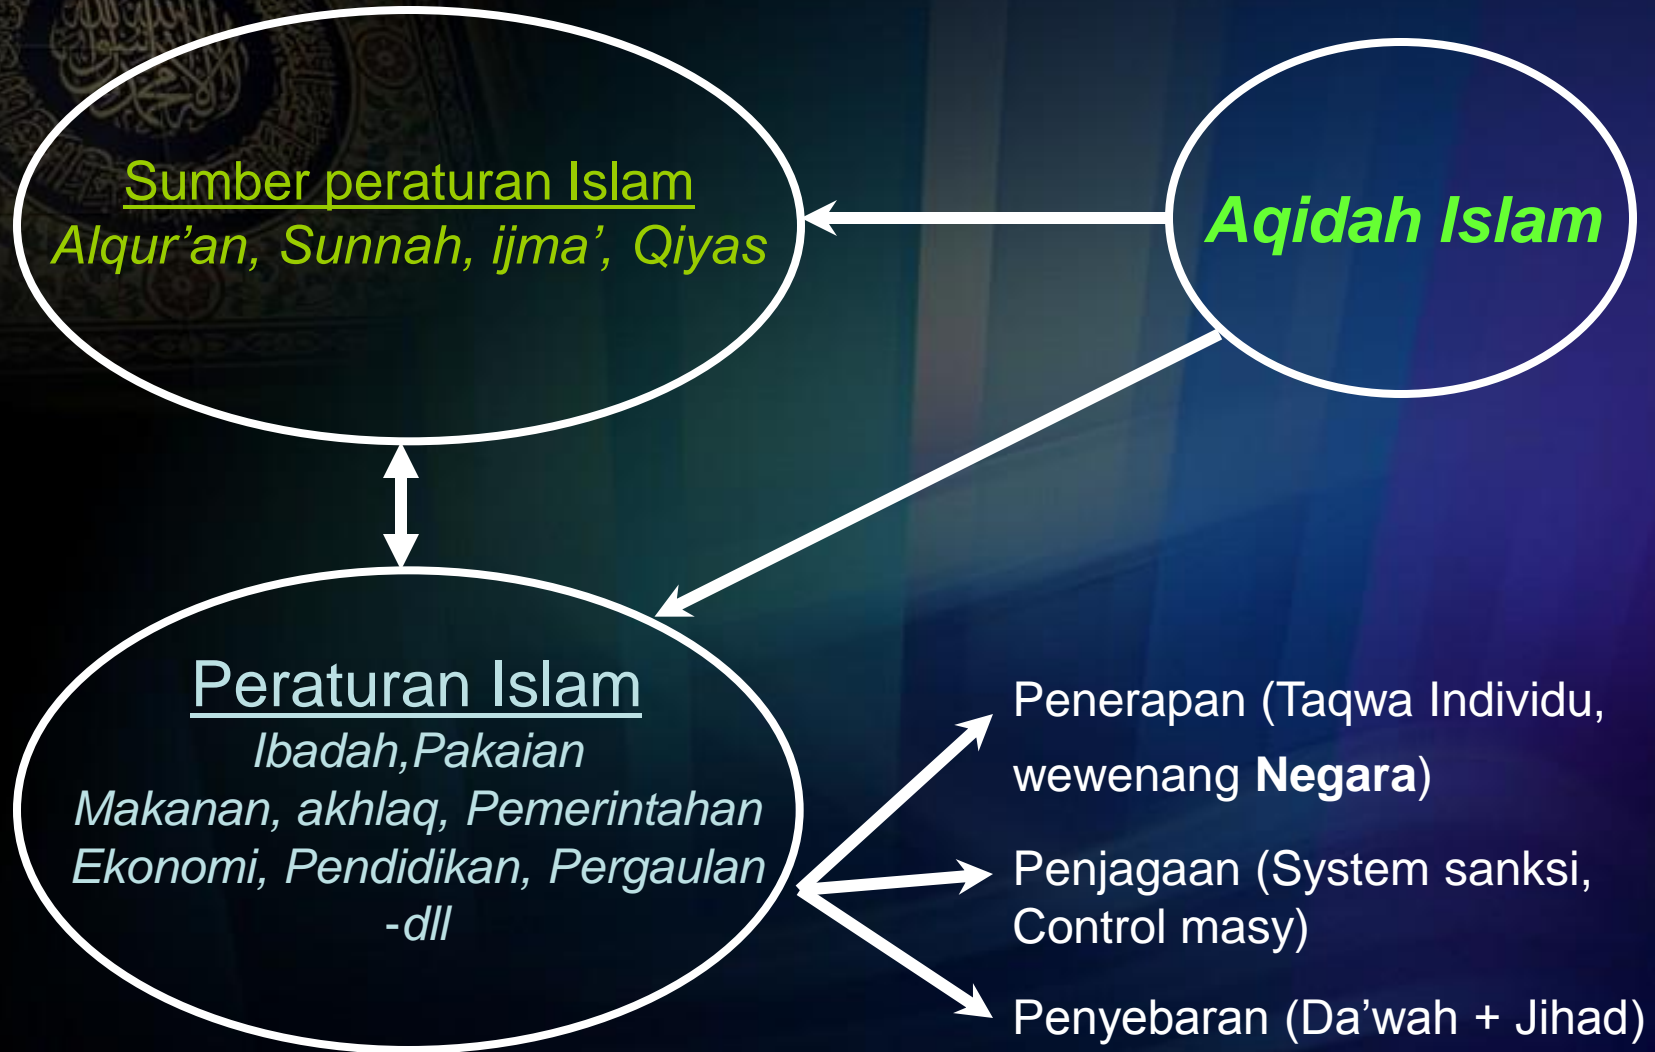 Sumber peraturan Islam
Alqur’an, Sunnah, ijma’, Qiyas
Aqidah Islam
Peraturan Islam
Ibadah,Pakaian
Makanan, akhlaq, Pemerintahan
Ekonomi, Pendidikan, Pergaulan
-dll
Penerapan (Taqwa Individu,
wewenang Negara)
Penjagaan (System sanksi,
Control masy)
Penyebaran (Da’wah + Jihad)